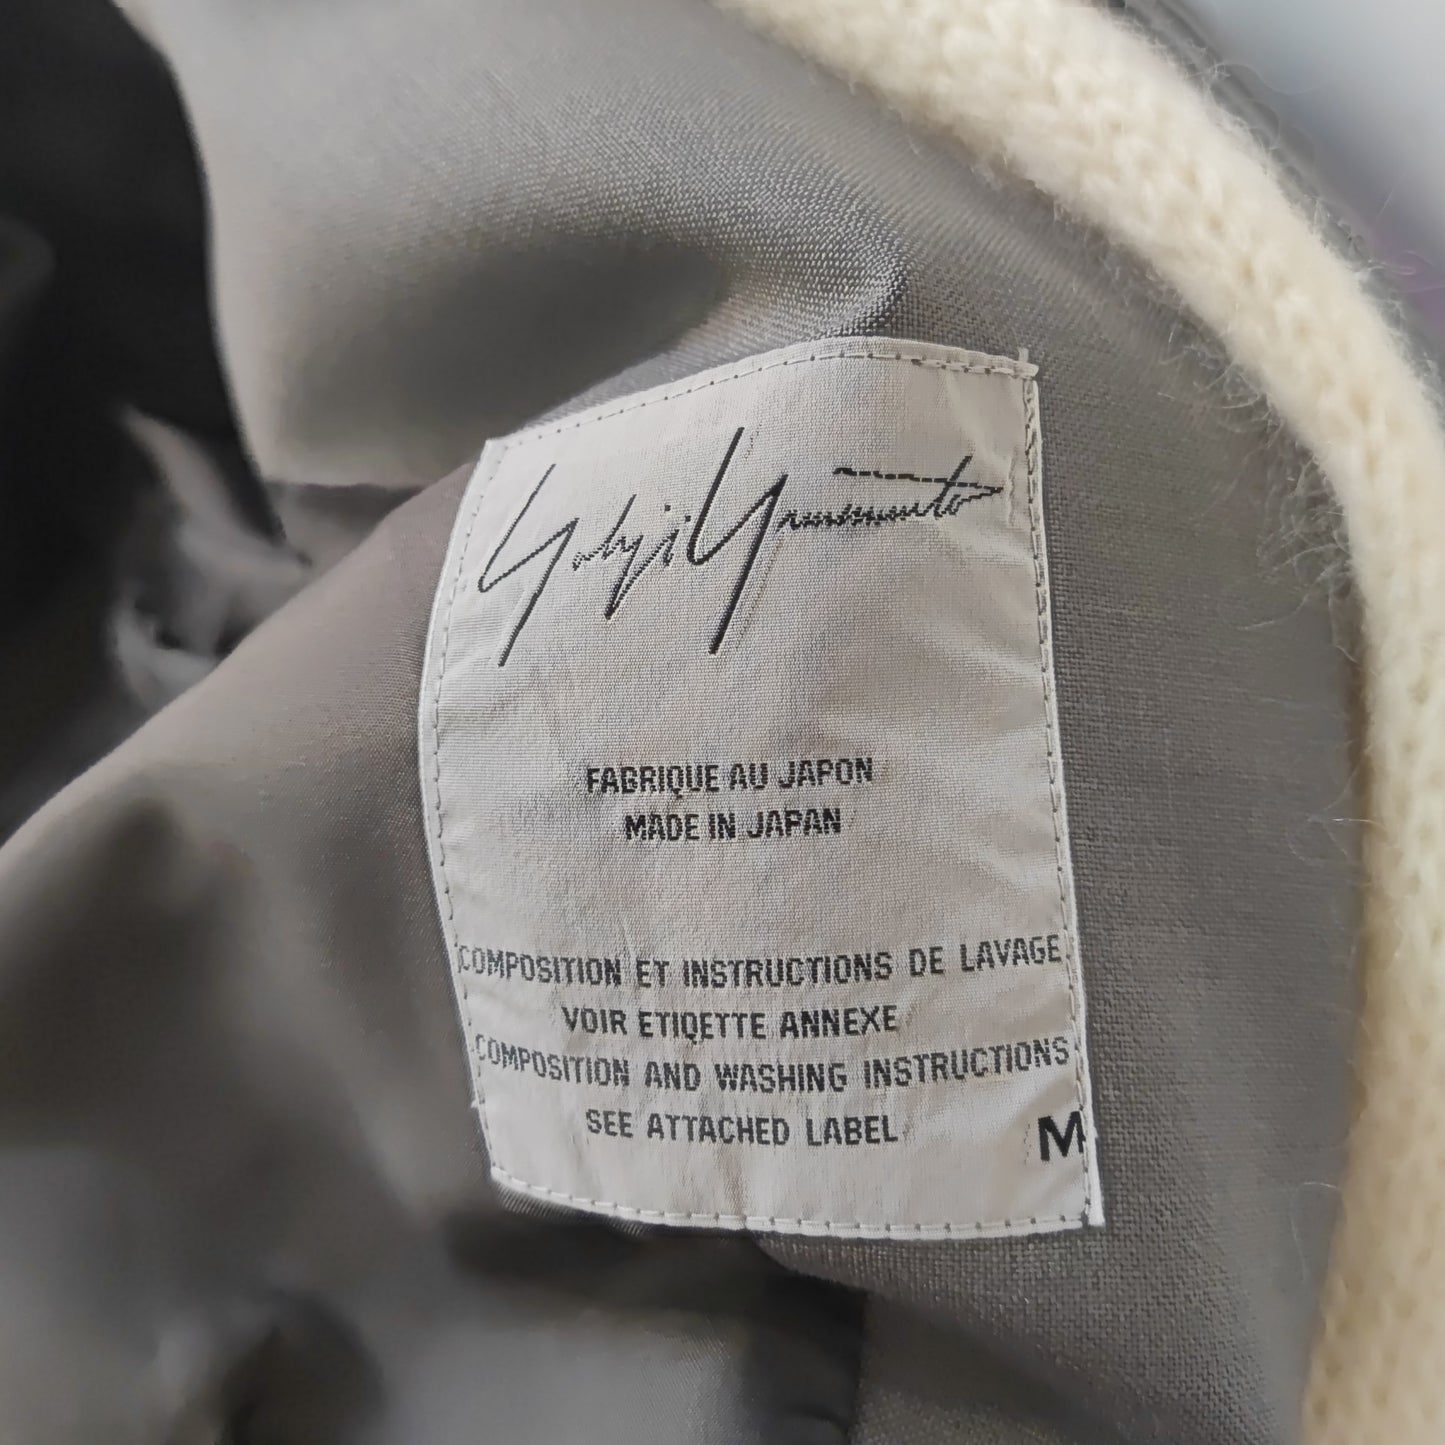 Yohji Yamamoto
FABRIQUE AU JAPON
MADE IN JAPAN
COMPOSITION ET INSTRUCTIONS DE LAVAGE
VOIR ETIQETTE ANNEXE
COMPOSITION AND WASHING INSTRUCTIONS
SEE ATTACHED LABEL
M